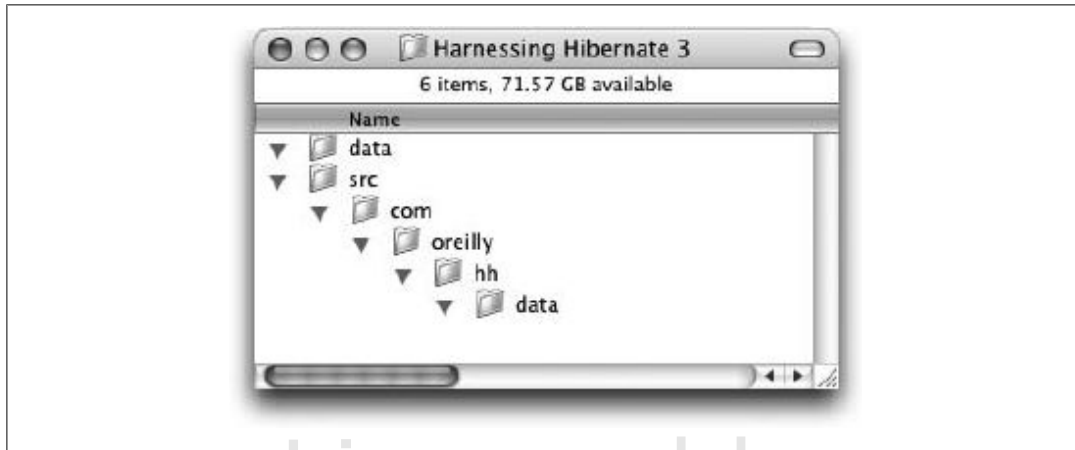 Harnessing Hibernate 3
6 items, 71.57 GB available
Name
data
src
com
oreilly
hh
data